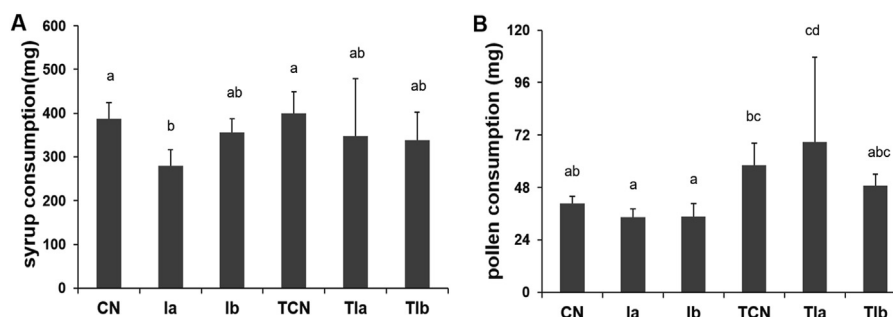 A
syrup consumption(mg)
600
500
400
300
200
100
0
a
b
ab
a
ab
ab
CN Ia Ib TCN TIa TIb
B
pollen consumption (mg)
120
96
72
48
24
0
ab
a
a
bc
cd
abc
CN Ia Ib TCN TIa TIb